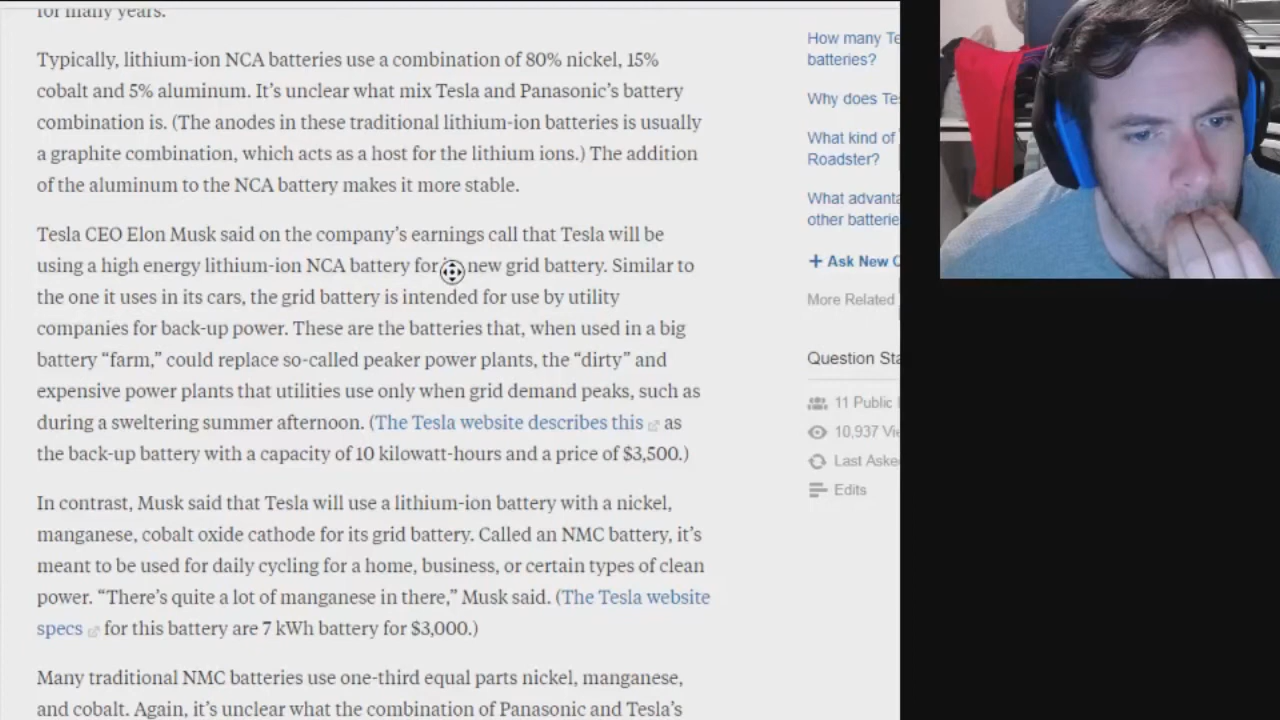 for many years.
Typically, lithium-ion NCA batteries use a combination of 80% nickel, 15%
cobalt and 5% aluminum. It’s unclear what mix Tesla and Panasonic’s battery
combination is. (The anodes in these traditional lithium-ion batteries is usually
a graphite combination, which acts as a host for the lithium ions.) The addition
of the aluminum to the NCA battery makes it more stable.
Tesla CEO Elon Musk said on the company’s earnings call that Tesla will be
using a high energy lithium-ion NCA battery for new grid battery. Similar to
the one it uses in its cars, the grid battery is intended for use by utility
companies for back-up power. These are the batteries that, when used in a big
battery “farm,” could replace so-called peaker power plants, the “dirty” and
expensive power plants that utilities use only when grid demand peaks, such as
during a sweltering summer afternoon. (The Tesla website describes this as
the back-up battery with a capacity of 10 kilowatt-hours and a price of $3,500.)
In contrast, Musk said that Tesla will use a lithium-ion battery with a nickel,
manganese, cobalt oxide cathode for its grid battery. Called an NMC battery, it’s
meant to be used for daily cycling for a home, business, or certain types of clean
power. “There’s quite a lot of manganese in there,” Musk said. (The Tesla website
specs for this battery are 7 kWh battery for $3,000.)
Many traditional NMC batteries use one-third equal parts nickel, manganese,
and cobalt. Again, it’s unclear what the combination of Panasonic and Tesla’s
How many Te
batteries?
Why does Te
What kind of
Roadster?
What advanta
other batterie
+ Ask New
More Related
Question Sta
11 Public
10,937 Vi
Last Aske
Edits